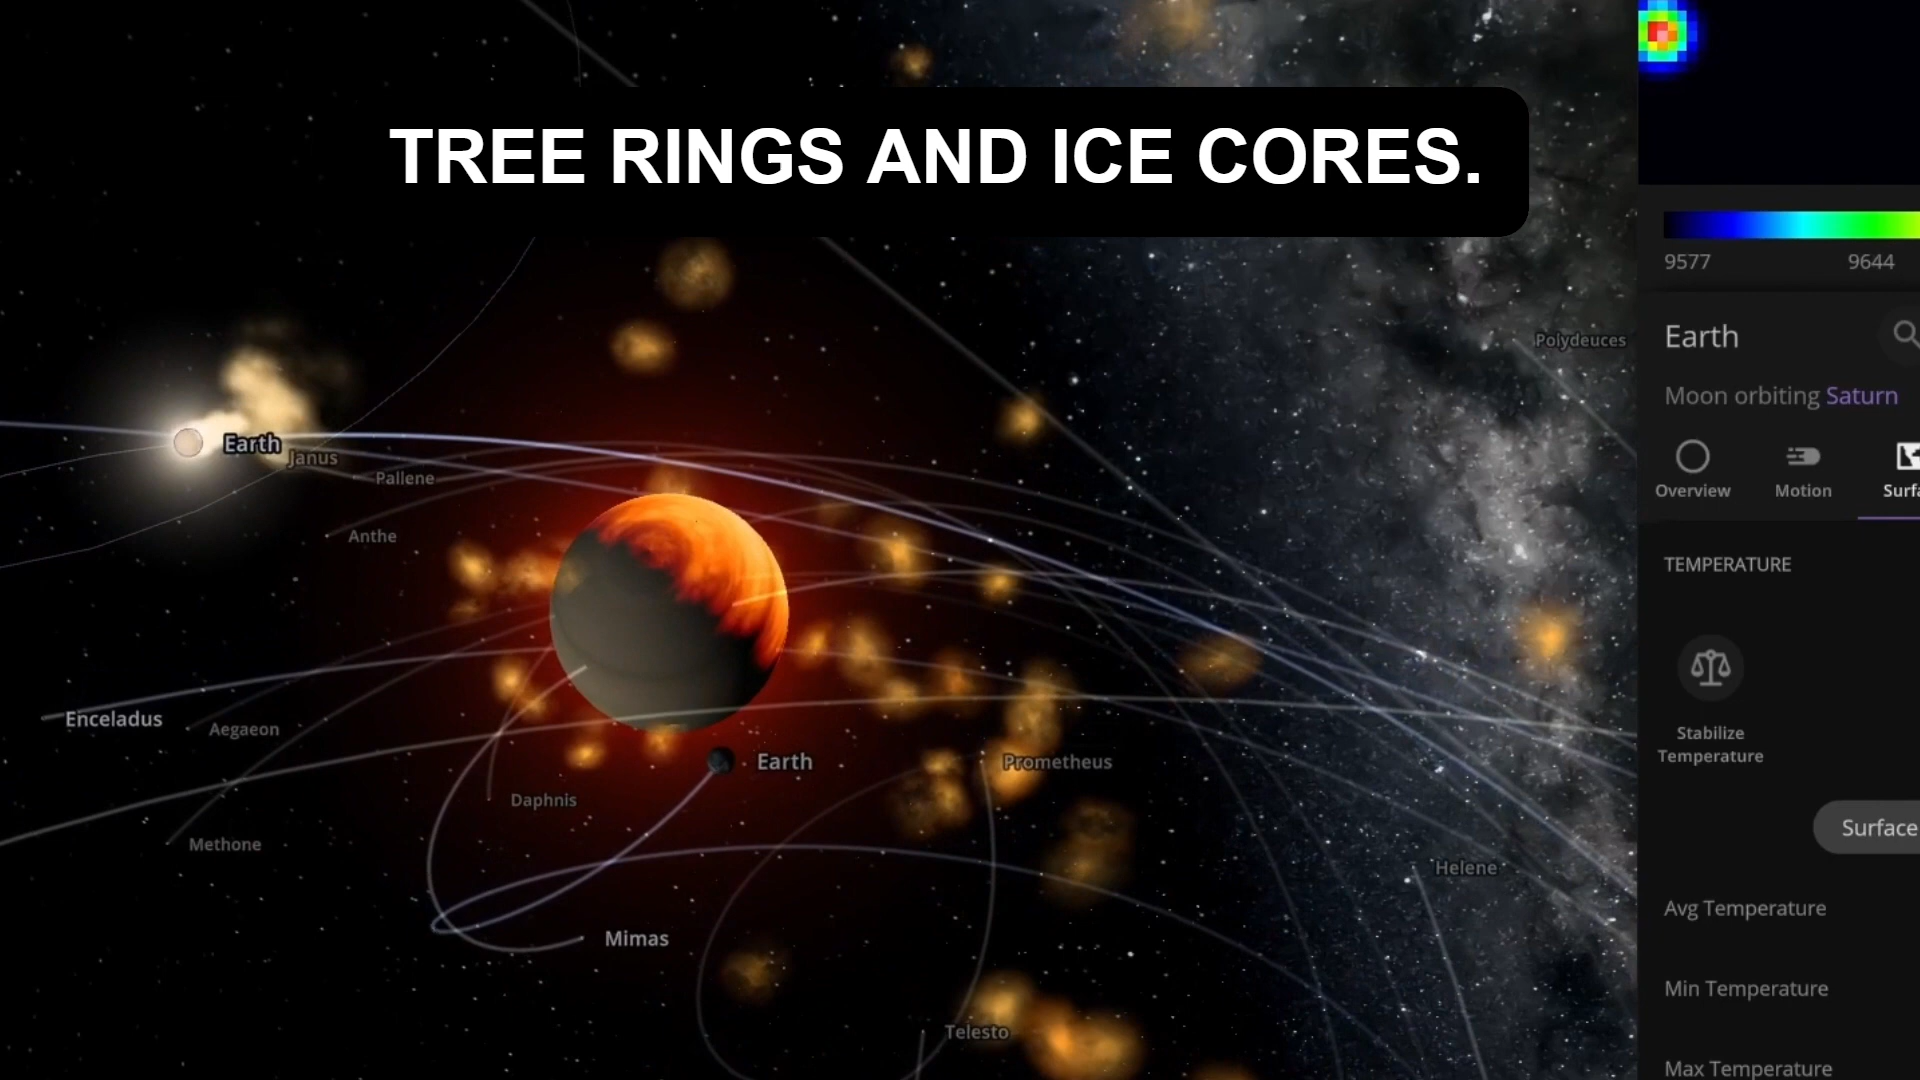 TREE RINGS AND ICE CORES.
9577 9644
Earth
Moon orbiting Saturn
Overview Motion
TEMPERATURE
Stabilize
Temperature
Surface
Avg Temperature
Min Temperature
Max Temperature
Polydeuces
Earth
Janus
Pallene
Anthe
Enceladus
Aegaeon
Earth
Prometheus
Daphnis
Methone
Helene
Mimas
Telesto